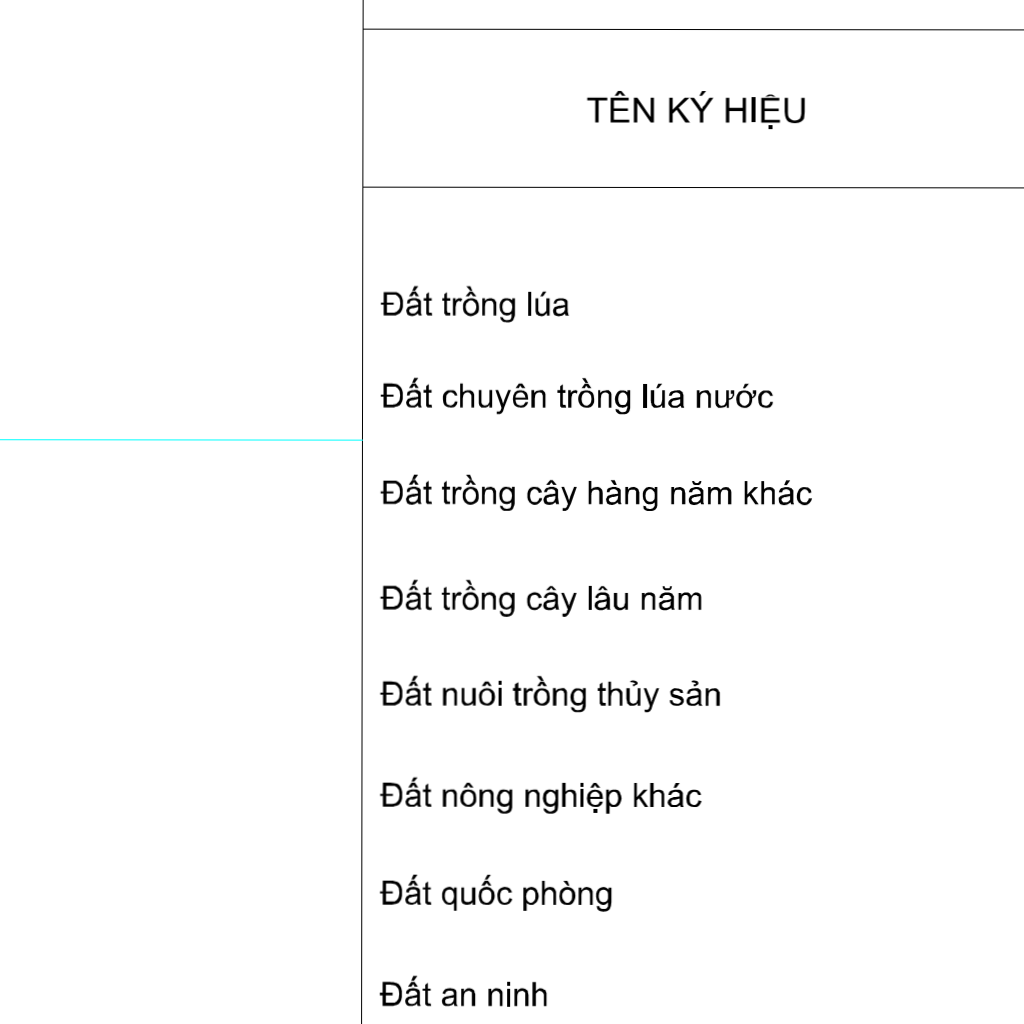 TÊN KÝ HIỆU
Đất trồng lúa
Đất chuyên trồng lúa nước
Đất trồng cây hàng năm khác
Đất trồng cây lâu năm
Đất nuôi trồng thủy sản
Đất nông nghiệp khác
Đất quốc phòng
Đất an ninh